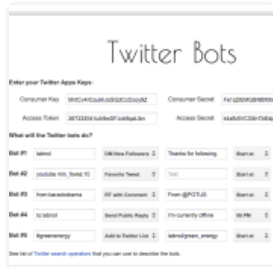 Twitter Bots
Enter your Twitter Apps Keys:
Consumer Key Consumer Secret
Access Token Access Secret
What will the Twitter bots do?
Bot #1 labnol DM New Followers Thanks for following Start at
Bot #2 youtube min_faves:10 Favorite Tweet Text Start at
Bot #3 from:barackobama RT with Comment From @POTUS: Start at
Bot #4 to:labnol Send Public Reply I'm currently offline
Bot #5 #greenenergy Add to Twitter List labnol/green_energy Start at
See list of Twitter search operators that you can use to describe the bots.